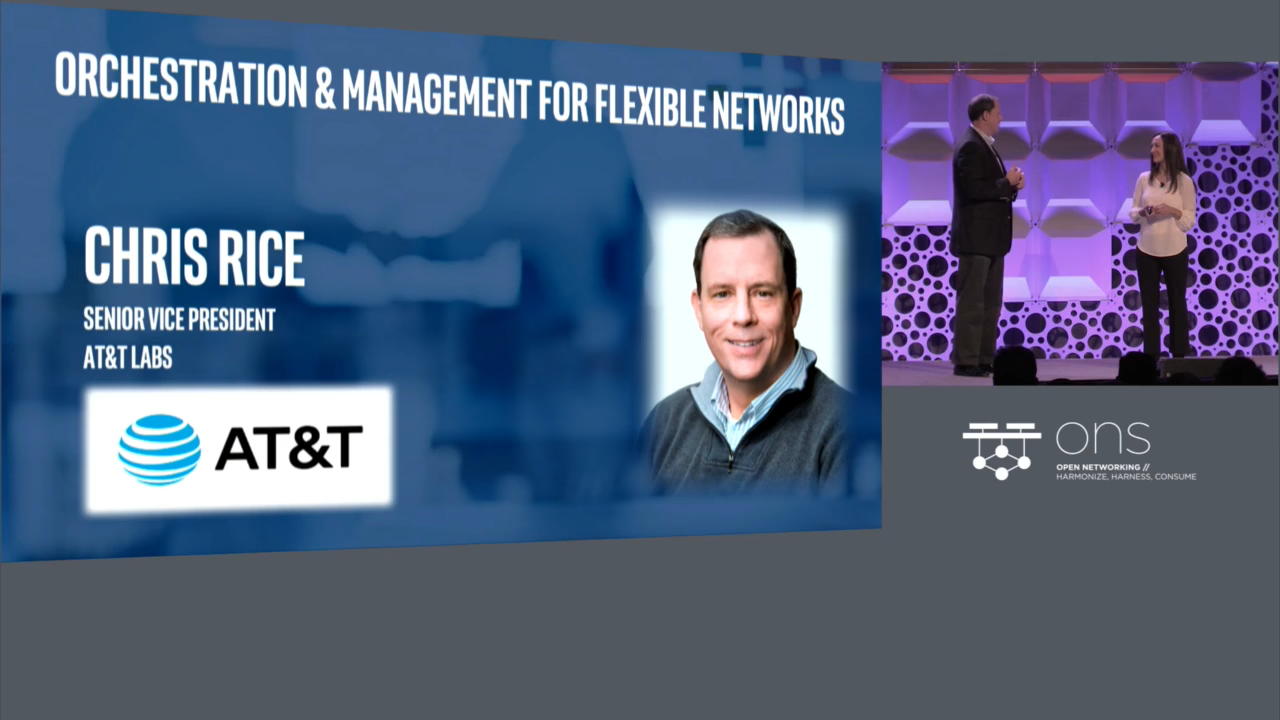 ORCHESTRATION & MANAGEMENT FOR FLEXIBLE NETWORKS
CHRIS RICE
SENIOR VICE PRESIDENT
AT&T LABS
AT&T
ons
OPEN NETWORKING //
HARMONIZE, HARNESS, CONSUME